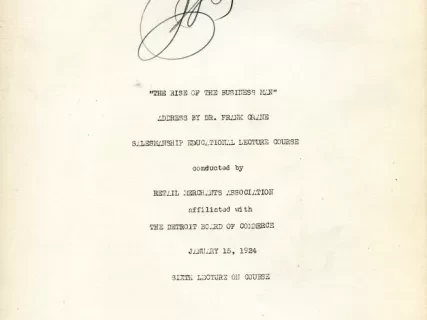 "THE RISE OF THE BUSINESS MAN"
ADDRESS BY DR. FRANK CRANE
SALESMANSHIP EDUCATIONAL LECTURE COURSE
conducted by
RETAIL MERCHANTS ASSOCIATION
affiliated with
THE DETROIT BOARD OF COMMERCE
JANUARY 15, 1924
SIXTH LECTURE ON COURSE